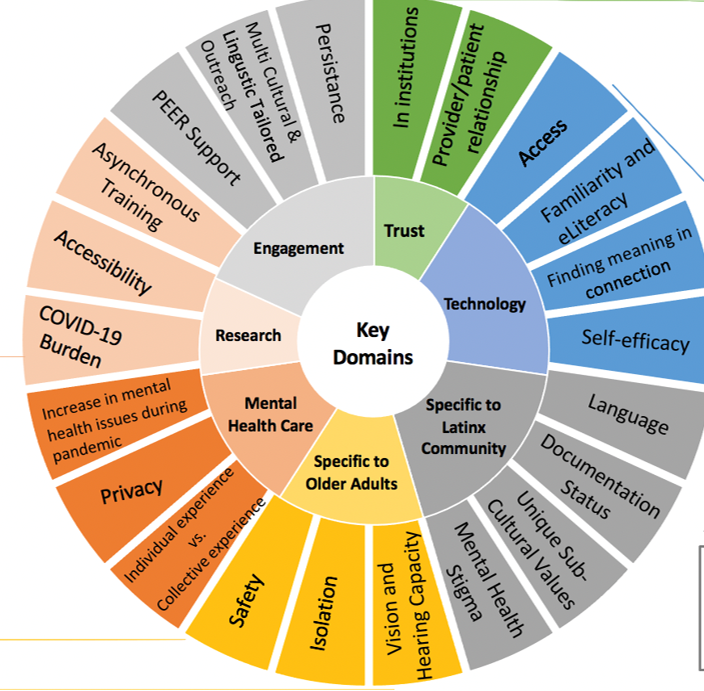 Key
Domains
Trust
In institutions
Provider/patient
relationship
Technology
Access
Familiarity and
eLiteracy
Finding meaning in
connection
Self-efficacy
Specific to
Latinx
Community
Language
Documentation
Status
Unique Sub-
Cultural Values
Mental Health
Stigma
Specific to
Older Adults
Vision and
Hearing Capacity
Isolation
Safety
Mental
Health Care
Individual experience
vs.
Collective experience
Privacy
Increase in mental
health issues during
pandemic
Research
COVID-19
Burden
Accessibility
Asynchronous
Training
Engagement
PEER Support
Multi Cultural &
Lingustic Tailored
Outreach
Persistance